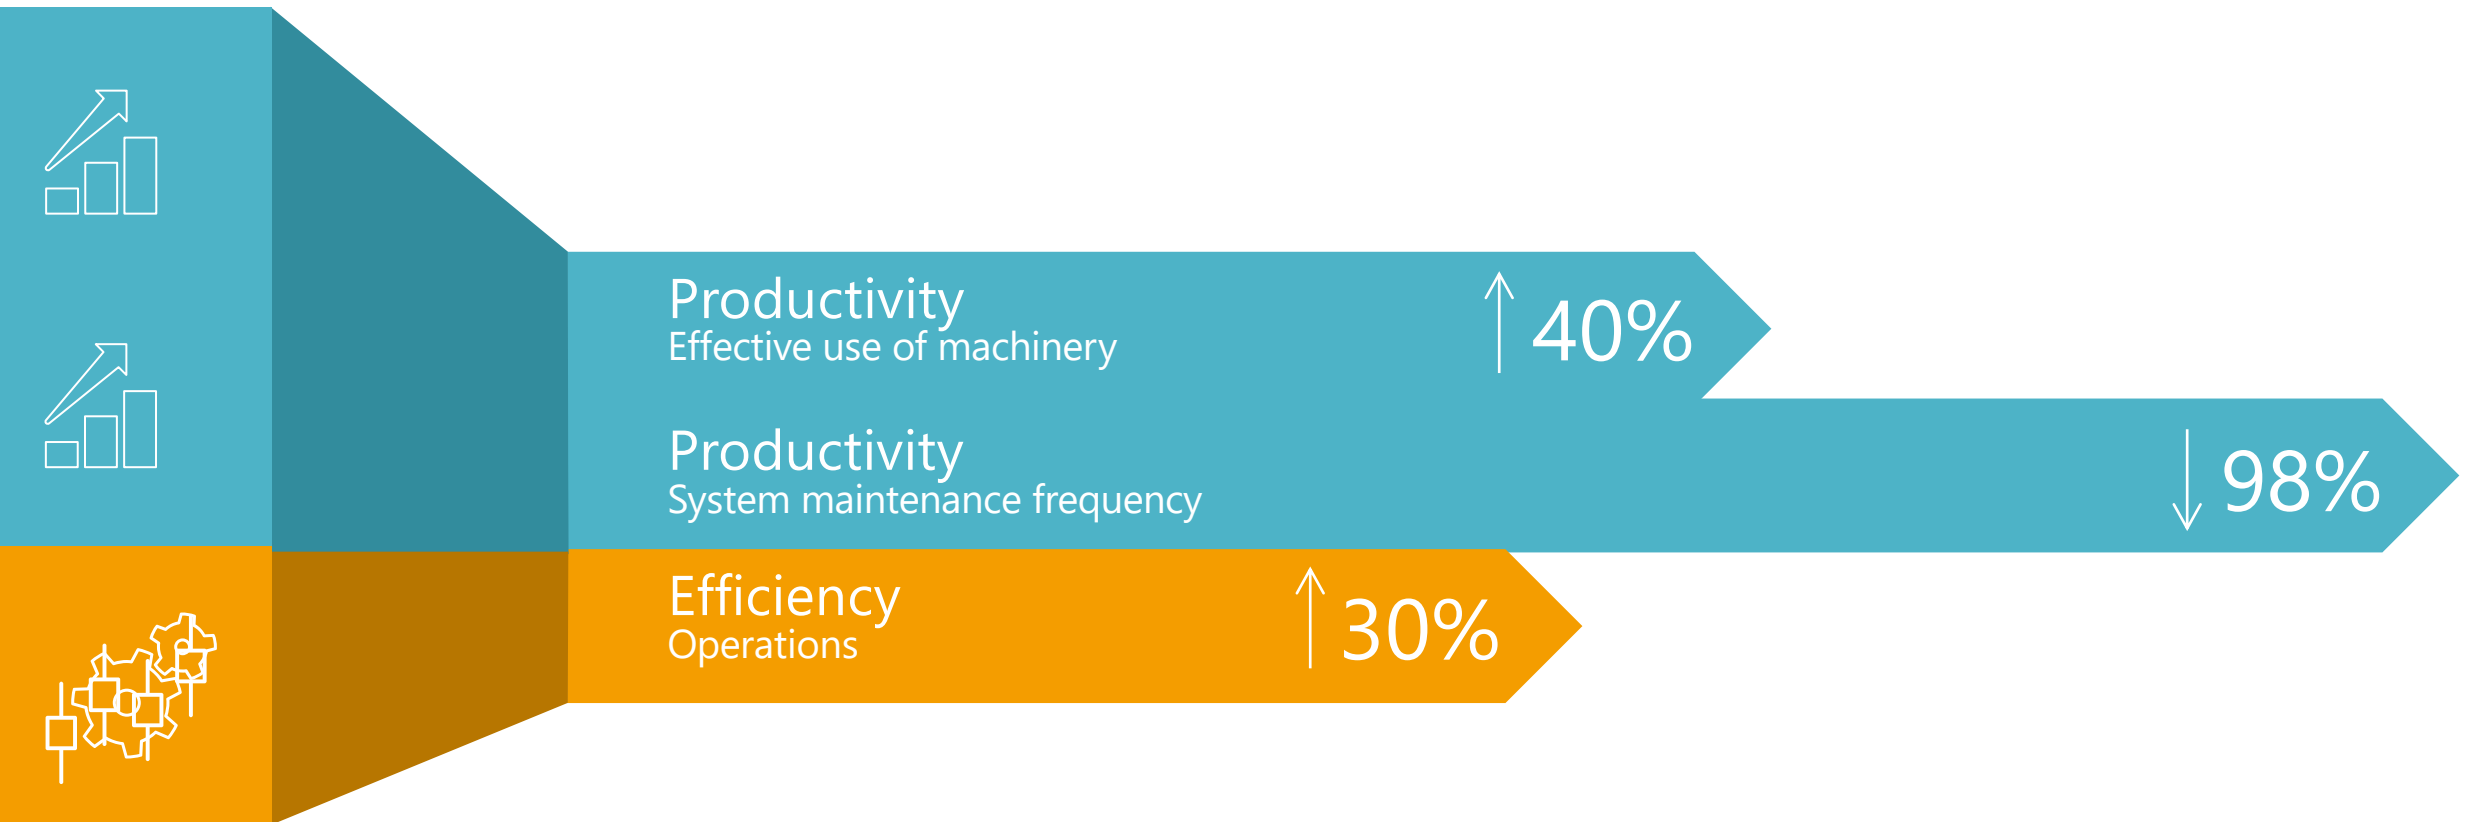 Productivity
Effective use of machinery
40%
Productivity
System maintenance frequency
98%
Efficiency
Operations
30%